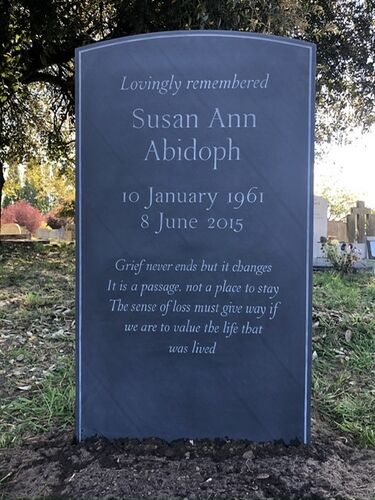 Lovingly remembered
Susan Ann
Abidoph
10 January 1961
8 June 2015
Grief never ends but it changes
It is a passage. not a place to stay
The sense of loss must give way if
we are to value the life that
was lived